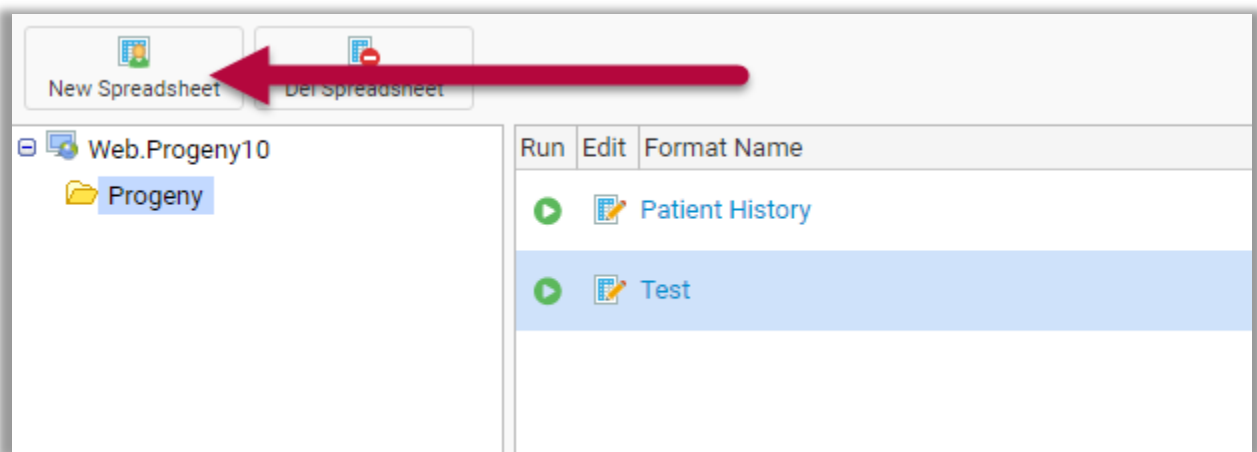 New Spreadsheet Del Spreadsheet
Web.Progeny10
Progeny
Run Edit Format Name
Patient History
Test